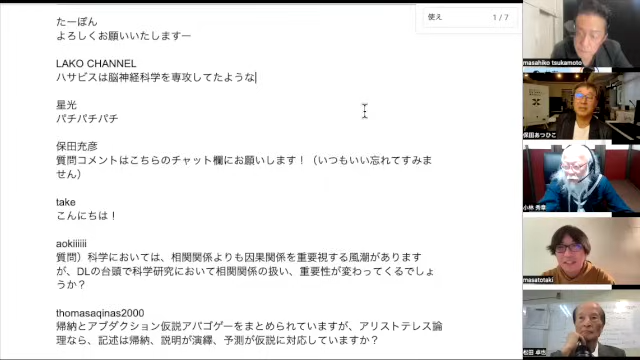 たーぽん
よろしくお願いいたしますー
LAKO CHANNEL
ハサビスは脳神経科学を専攻してたような
星光
パチパチパチ
保田充彦
質問コメントはこちらのチャット欄にお願いします！（いつもいい忘れてすみま
せん）
take
こんにちは！
aokiiiiii
質問）科学においては、相関関係よりも因果関係を重要視する風潮があります
が、DLの台頭で科学研究において相関関係の扱い、重要性が変わってくるでしょ
うか？
thomasaqinas2000
帰納とアブダクション仮説アパゴゲーをまとめられていますが、アリストテレス論
理なら、記述は帰納、説明が演繹、予測が仮説に対応していますか？
使え
1 / 7
masahiko tsukamoto
保田あつひこ
小林 秀章
masatotaki
松田 卓也